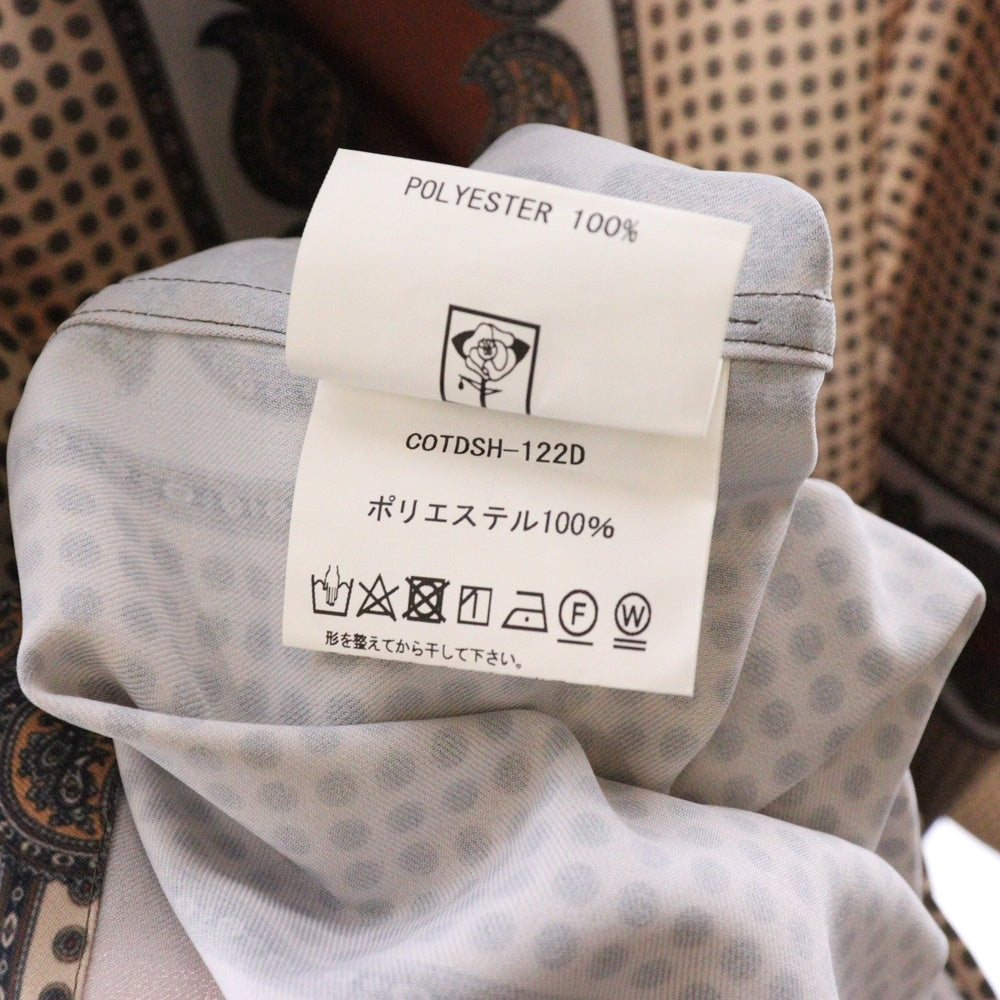 POLYESTER 100%
COTDSH-122D
ポリエステル100%
F W
形を整えてから干して下さい。